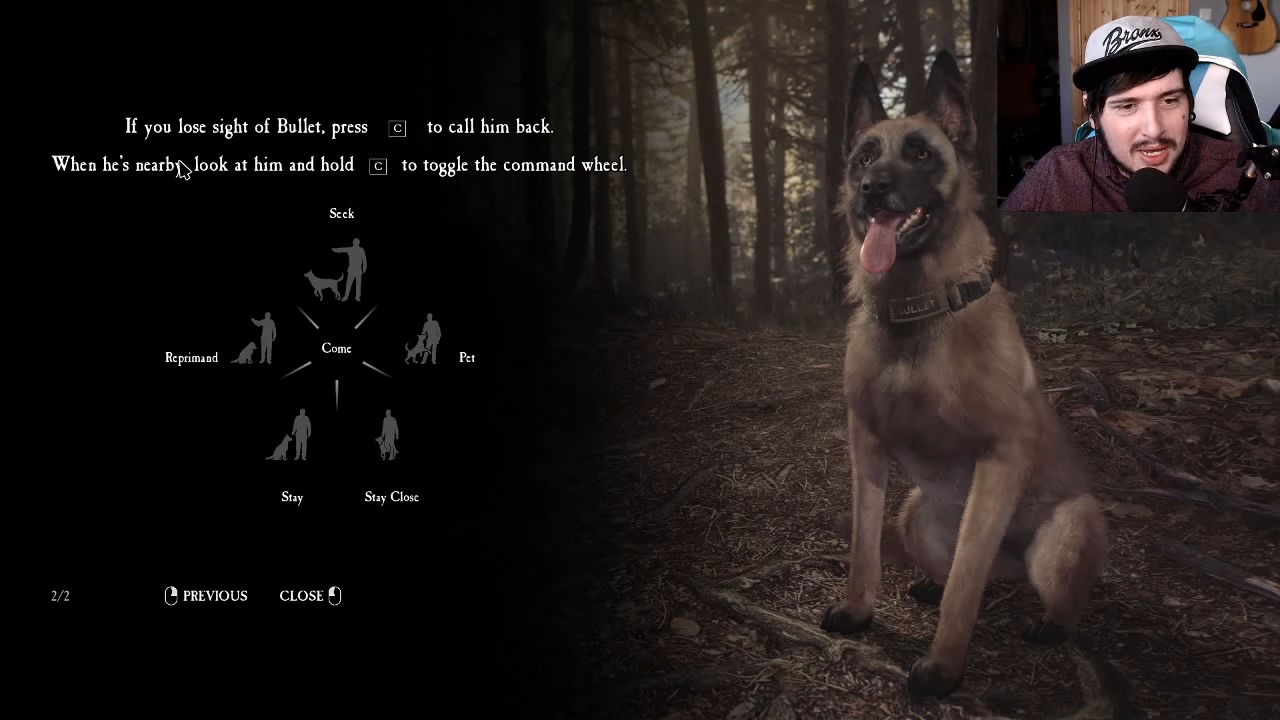 Bronx
If you lose sight of Bullet, press C to call him back.
When he's nearby look at him and hold C to toggle the command wheel.
Seek
Reprimand
Come
Pet
BULLET
Stay
Stay Close
2/2
PREVIOUS
CLOSE